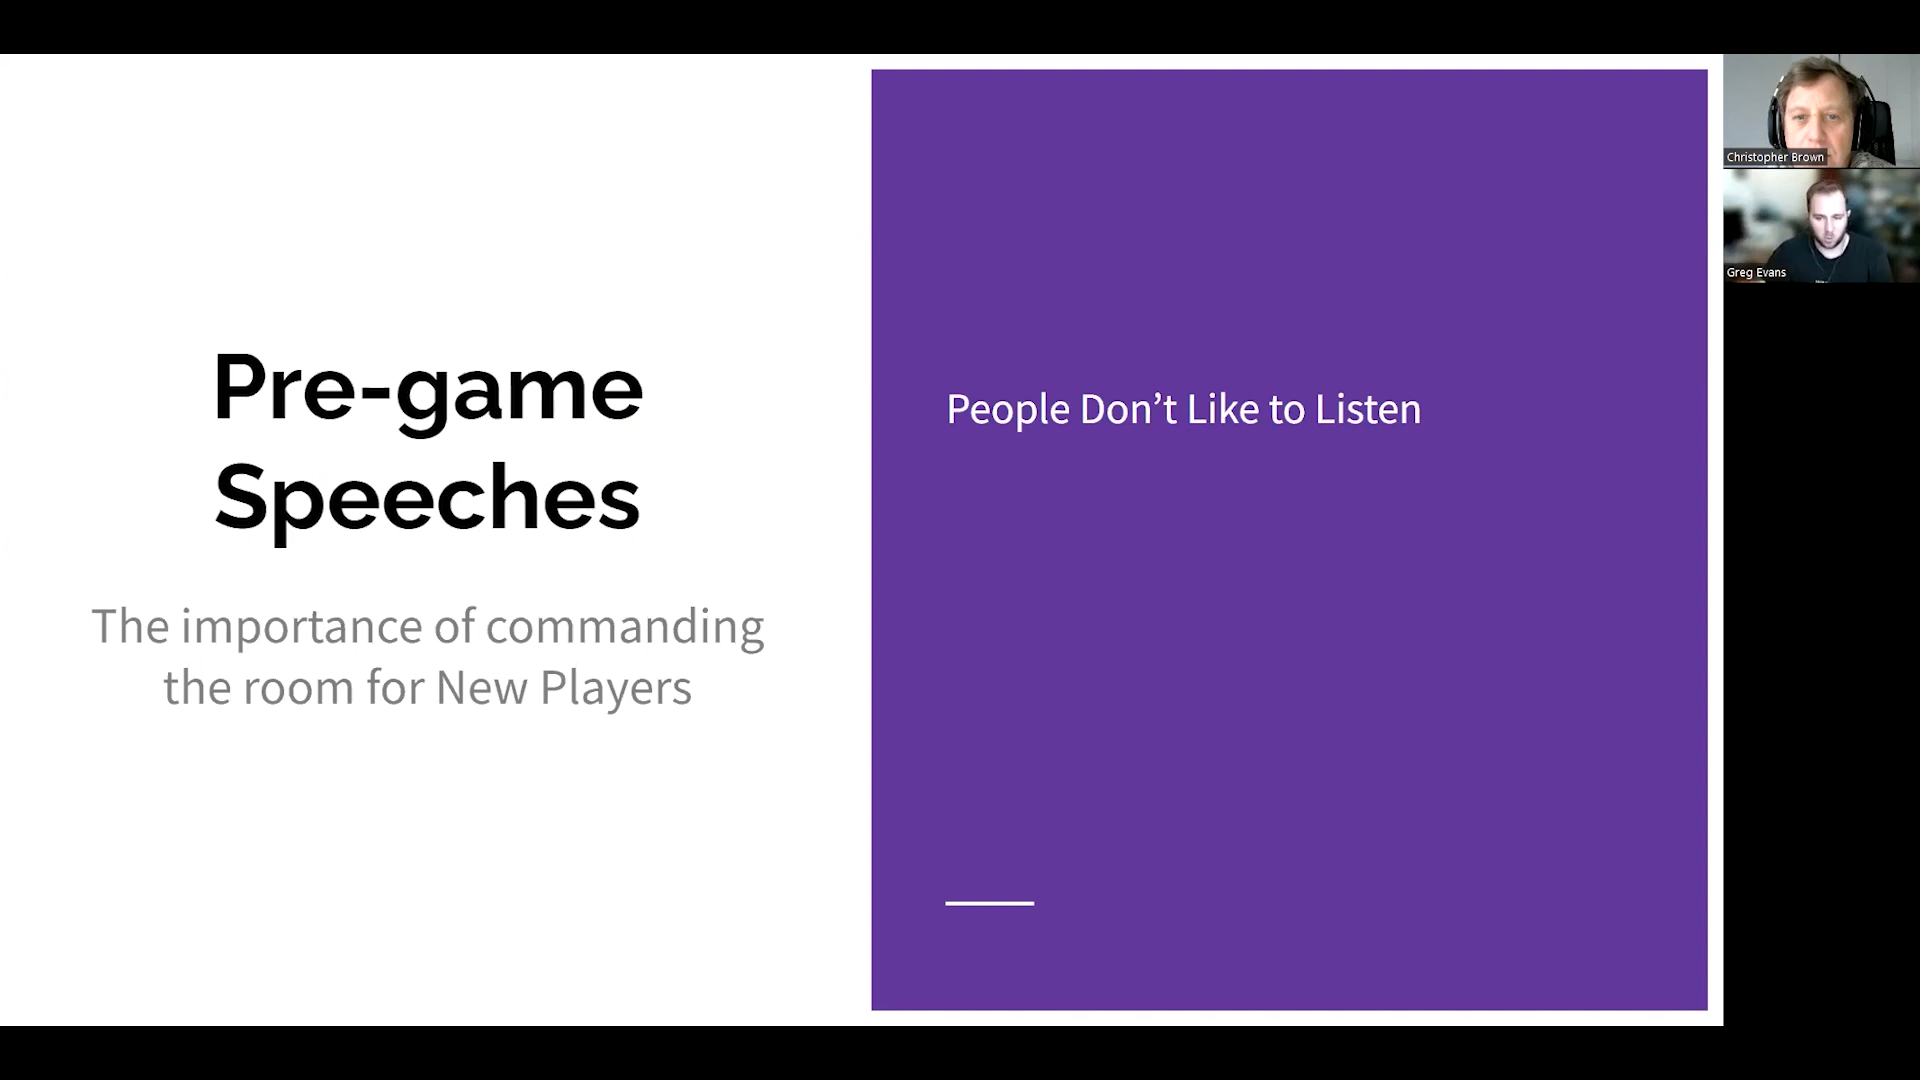 Pre-game
Speeches
The importance of commanding
the room for New Players
People Don’t Like to Listen
Christopher Brown
Greg Evans